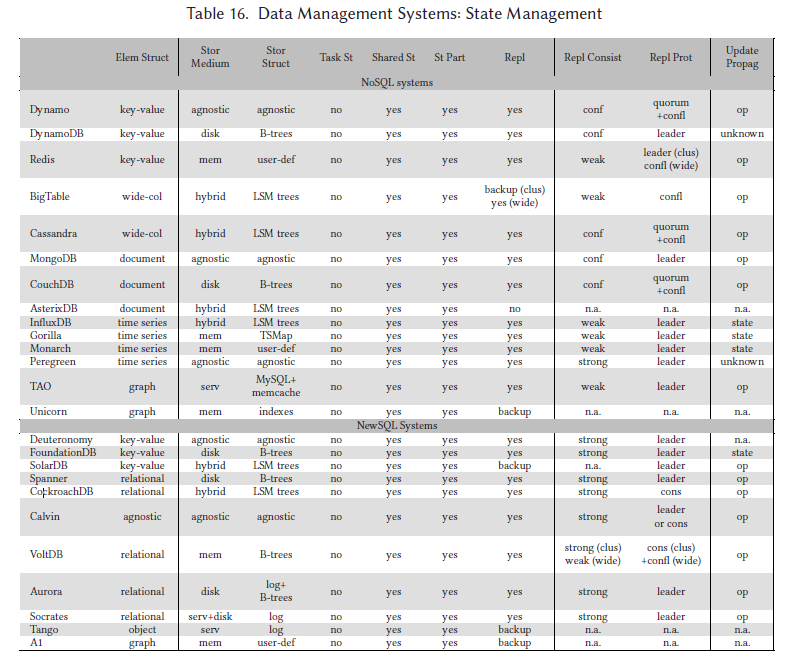 Table 16. Data Management Systems: State Management
Elem Struct Stor Medium Stor Struct Task St Shared St St Part Repl Repl Consist Repl Prot Update Propag
NoSQL systems
Dynamo key-value agnostic agnostic no yes yes yes conf quorum +confl op
DynamoDB key-value disk B-trees no yes yes yes conf leader unknown
Redis key-value mem user-def no yes yes yes weak leader (clus) confl (wide) op
BigTable wide-col hybrid LSM trees no yes yes backup (clus) yes (wide) weak confl op
Cassandra wide-col hybrid LSM trees no yes yes yes conf quorum +confl op
MongoDB document agnostic agnostic no yes yes yes conf leader op
CouchDB document disk B-trees no yes yes yes conf quorum +confl op
AsterixDB document hybrid LSM trees no yes yes no n.a. n.a. n.a.
InfluxDB time series hybrid LSM trees no yes yes yes weak leader state
Gorilla time series mem TSMap no yes yes yes weak leader state
Monarch time series mem user-def no yes yes yes weak leader state
Peregreen time series agnostic agnostic no yes yes yes strong leader unknown
TAO graph serv MySQL+ memcache no yes yes yes weak leader op
Unicorn graph mem indexes no yes yes backup n.a. n.a. n.a.
NewSQL Systems
Deuteronomy key-value agnostic agnostic no yes yes yes strong leader n.a.
FoundationDB key-value disk B-trees no yes yes yes strong leader state
SolarDB key-value hybrid LSM trees no yes yes backup n.a. leader op
Spanner relational disk B-trees no yes yes yes strong leader op
CockroachDB relational hybrid LSM trees no yes yes yes strong cons op
Calvin agnostic agnostic agnostic no yes yes yes strong leader or cons op
VoltDB relational mem B-trees no yes yes yes strong (clus) weak (wide) cons (clus) +confl (wide) op
Aurora relational disk log+ B-trees no yes yes yes strong leader op
Socrates relational serv+disk log no yes yes yes strong leader op
Tango object serv log no yes yes backup n.a. n.a. n.a.
A1 graph mem user-def no yes yes backup n.a. n.a. n.a.